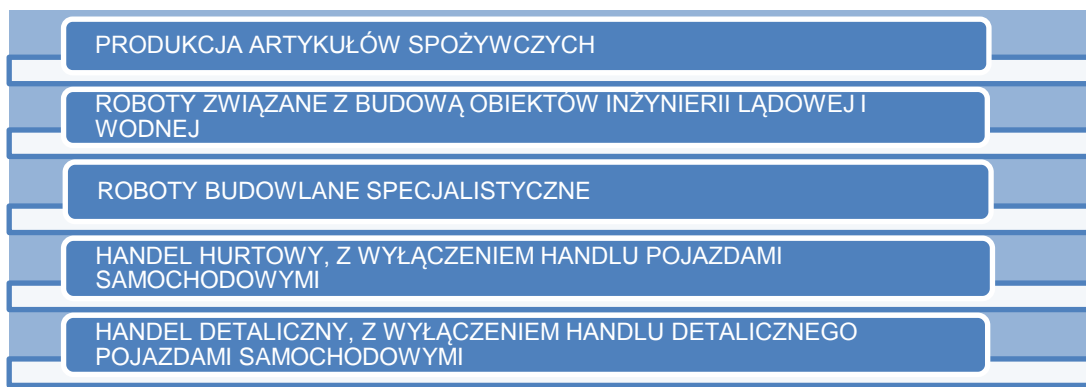 PRODUKCJA ARTYKUŁÓW SPOŻYWCZYCH
ROBOTY ZWIĄZANE Z BUDOWĄ OBIEKTÓW INŻYNIERII LĄDOWEJ I
WODNEJ
ROBOTY BUDOWLANE SPECJALISTYCZNE
HANDEL HURTOWY, Z WYŁĄCZENIEM HANDLU POJAZDAMI
SAMOCHODOWYMI
HANDEL DETALICZNY, Z WYŁĄCZENIEM HANDLU DETALICZNEGO
POJAZDAMI SAMOCHODOWYMI